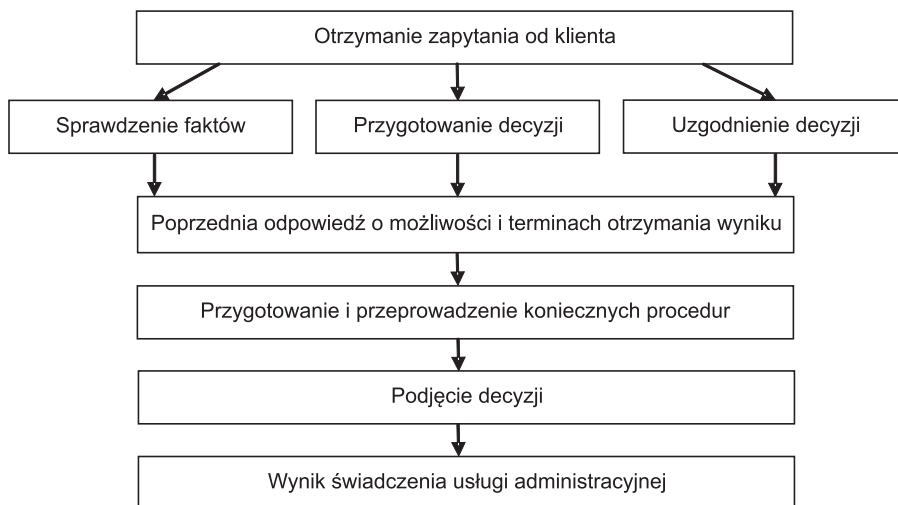 Otrzymanie zapytania od klienta
Sprawdzenie faktów
Przygotowanie decyzji
Uzgodnienie decyzji
Poprzednia odpowiedź o możliwości i terminach otrzymania wyniku
Przygotowanie i przeprowadzenie koniecznych procedur
Podjęcie decyzji
Wynik świadczenia usługi administracyjnej